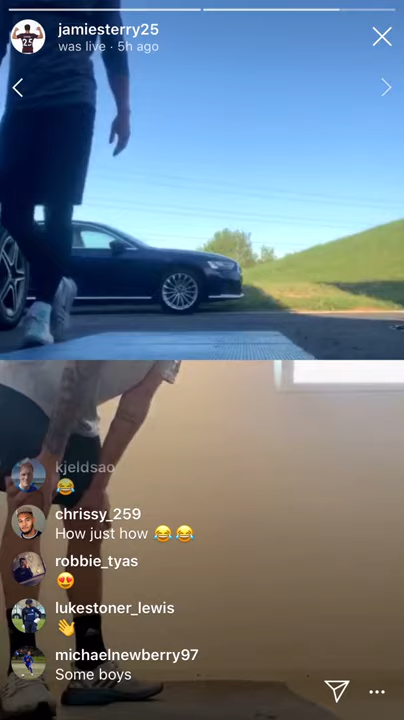 jamiesterry25
was live · 5h ago
kjeldsao
😂
chrissy_259
How just how 😂😂
robbie_tyas
😍
lukestoner_lewis
👋
michaelnewberry97
Some boys